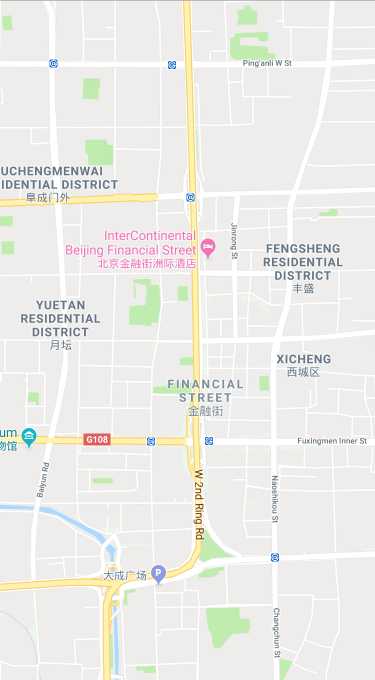 Ping'anli W St
UCHENGMENWAI
IDENTIAL DISTRICT
阜成门外
InterContinental
Beijing Financial Street
北京金融街洲际酒店
Jinrong St
FENGSHENG
RESIDENTIAL
DISTRICT
丰盛
YUETAN
RESIDENTIAL
DISTRICT
月坛
XICHENG
西城区
FINANCIAL
STREET
金融街
um
物馆
G108
Fuxingmen Inner St
Baiyun Rd
W 2nd Ring Rd
Naoshikou St
大成广场
P
Changchun St